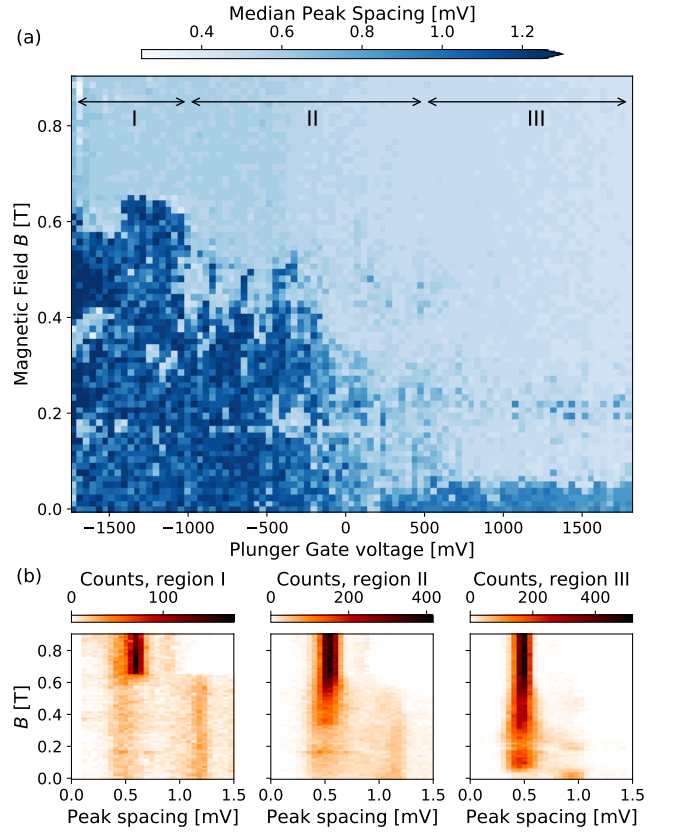 Median Peak Spacing [mV]
(a)
0.4 0.6 0.8 1.0 1.2
I II III
0.8
0.6
0.4
0.2
0.0
Magnetic Field B [T]
−1500 −1000 −500 0 500 1000 1500
Plunger Gate voltage [mV]
(b)
Counts, region I Counts, region II Counts, region III
0 100 0 200 400 0 200 400
0.8
0.6
0.4
0.2
0.0
B [T]
0.0 0.5 1.0 1.5 0.0 0.5 1.0 1.5 0.0 0.5 1.0 1.5
Peak spacing [mV] Peak spacing [mV] Peak spacing [mV]